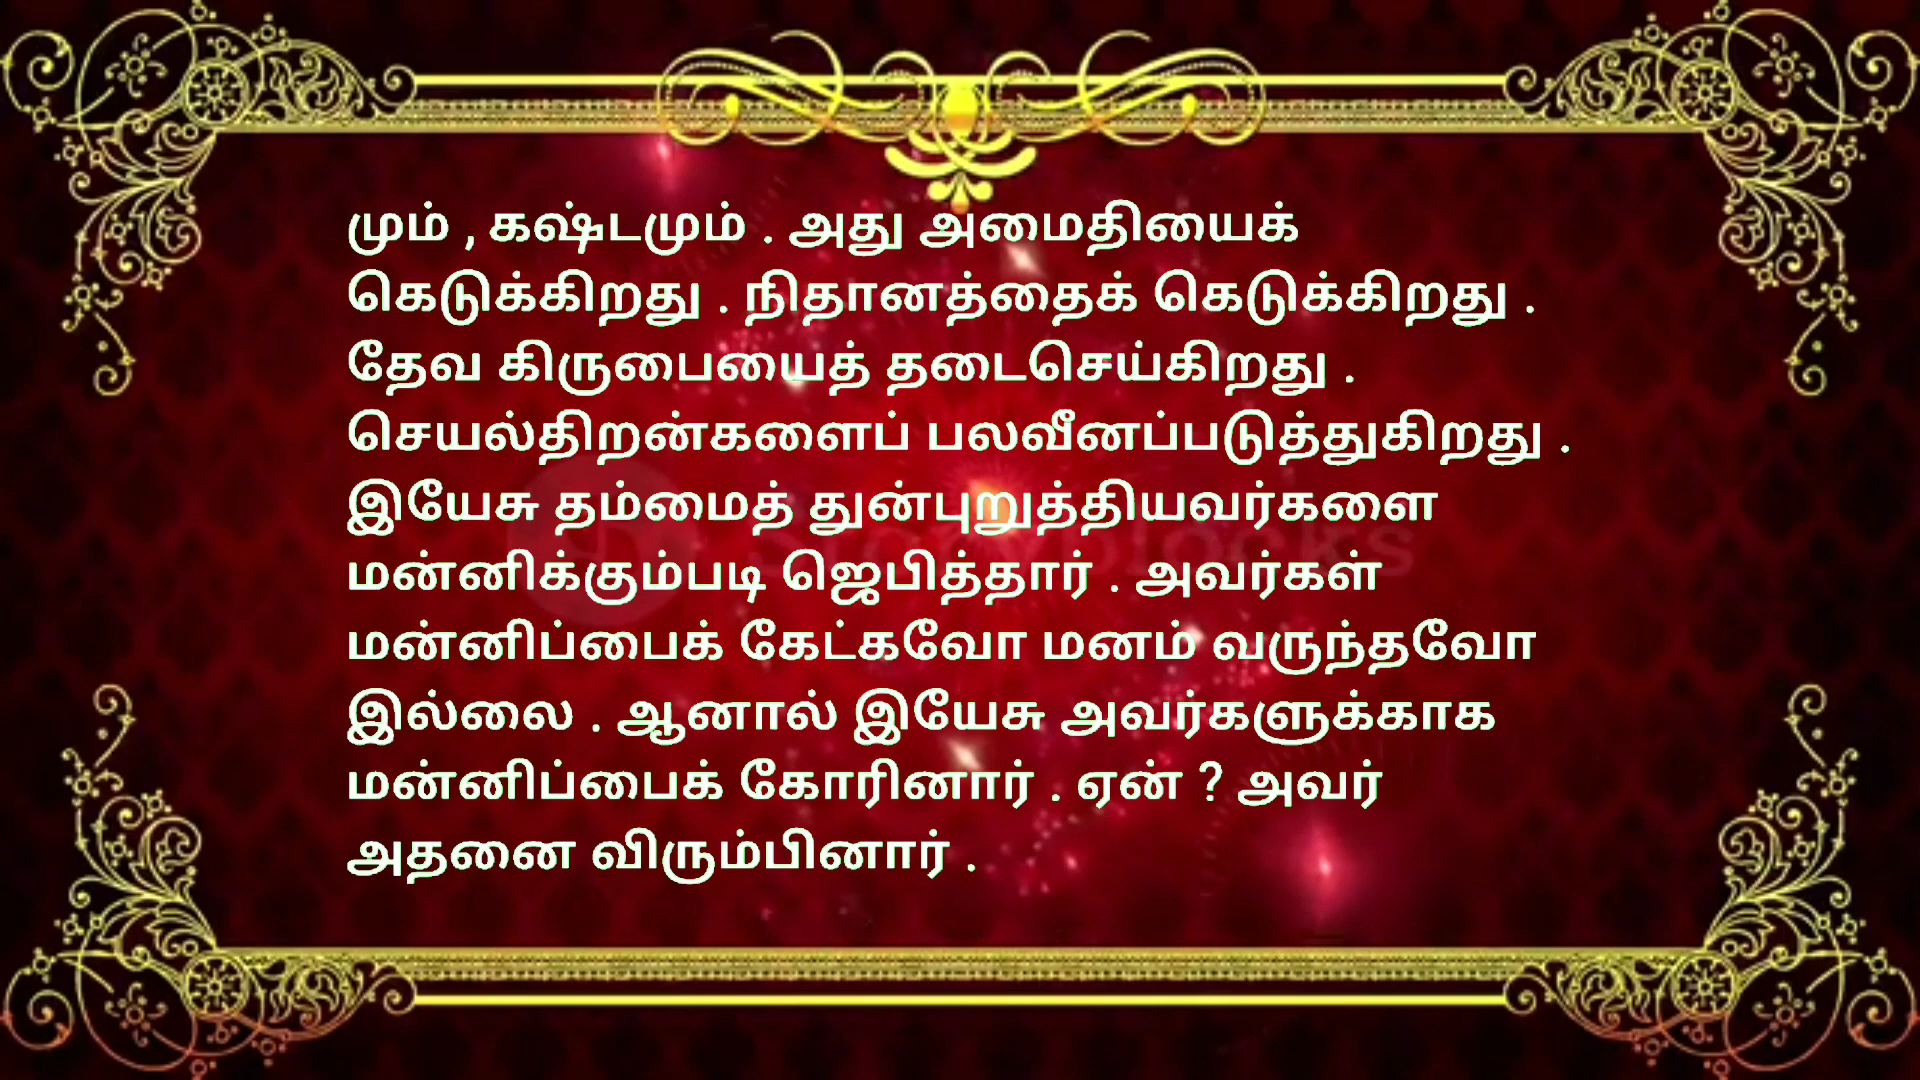 மும் , கஷ்டமும் . அது அமைதியைக்
கெடுக்கிறது . நிதானத்தைக் கெடுக்கிறது .
தேவ கிருபையைத் தடைசெய்கிறது .
செயல்திறன்களைப் பலவீனப்படுத்துகிறது .
இயேசு தம்மைத் துன்புறுத்தியவர்களை
மன்னிக்கும்படி ஜெபித்தார் . அவர்கள்
மன்னிப்பைக் கேட்கவோ மனம் வருந்தவோ
இல்லை . ஆனால் இயேசு அவர்களுக்காக
மன்னிப்பைக் கோரினார் . ஏன் ? அவர்
அதனை விரும்பினார் .
Storyblocks